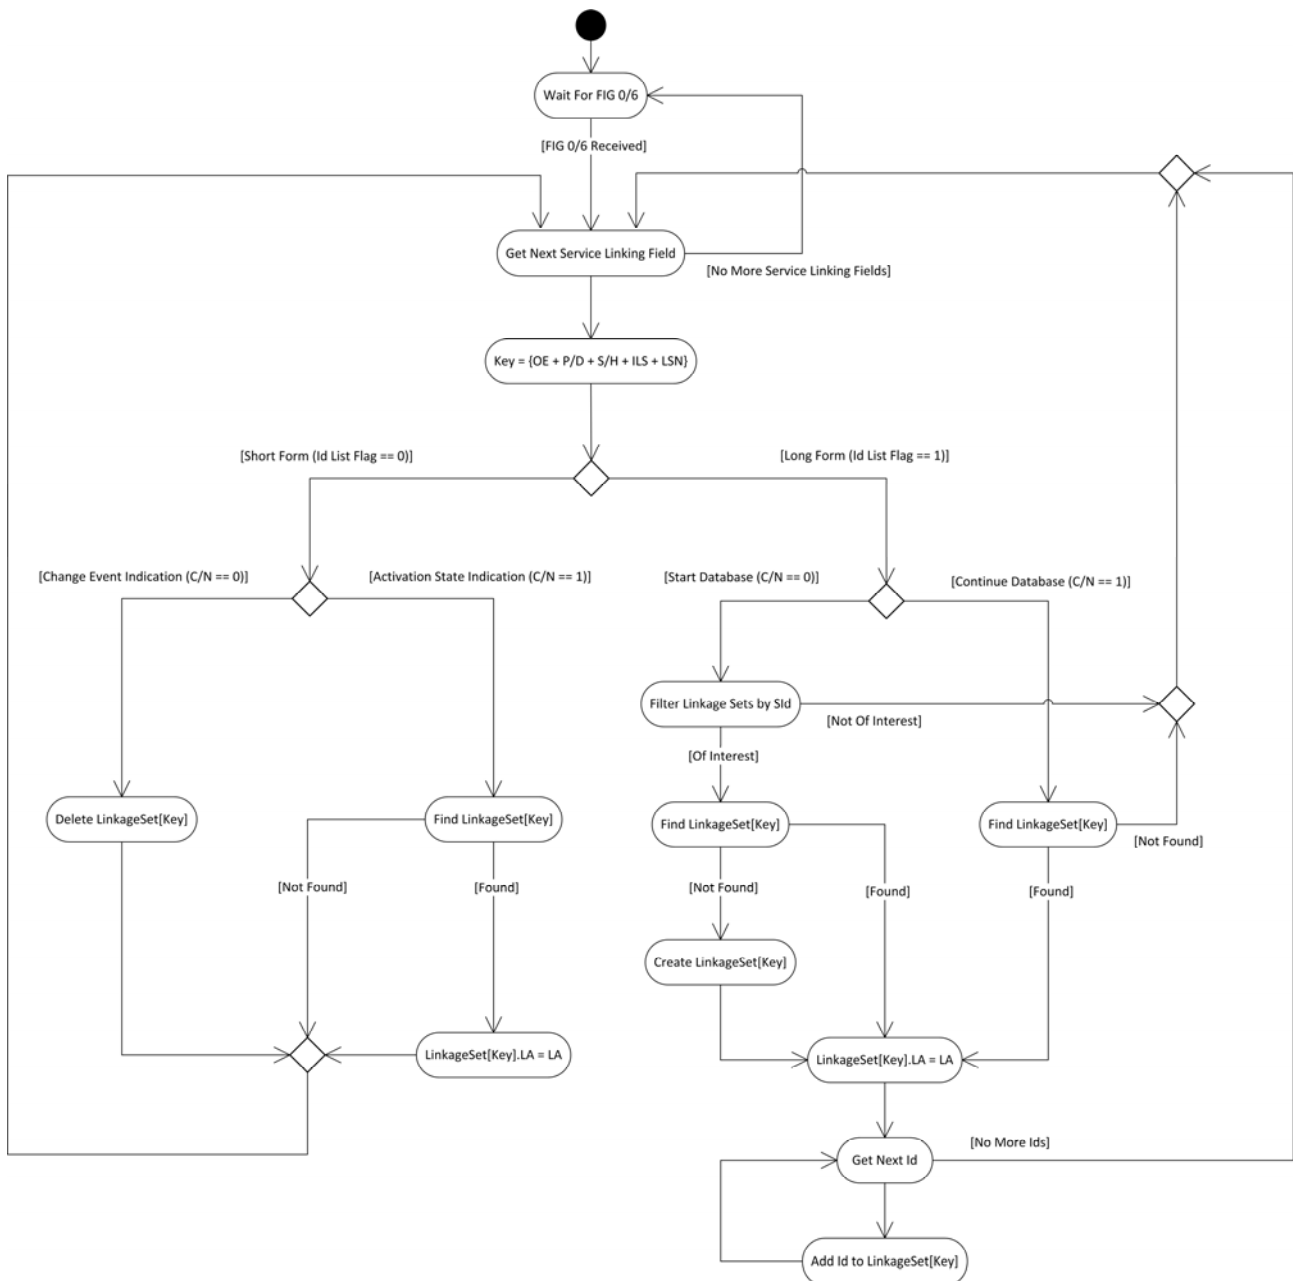 Wait For FIG 0/6
[FIG 0/6 Received]
Get Next Service Linking Field
[No More Service Linking Fields]
Key = {OE + P/D + S/H + ILS + LSN}
[Short Form (Id List Flag == 0)]
[Long Form (Id List Flag == 1)]
[Change Event Indication (C/N == 0)]
[Activation State Indication (C/N == 1)]
[Start Database (C/N == 0)]
[Continue Database (C/N == 1)]
Filter Linkage Sets by SId
[Not Of Interest]
[Of Interest]
Delete LinkageSet[Key]
Find LinkageSet[Key]
Find LinkageSet[Key]
Find LinkageSet[Key]
[Not Found]
[Not Found]
[Found]
[Not Found]
[Found]
[Found]
Create LinkageSet[Key]
LinkageSet[Key].LA = LA
LinkageSet[Key].LA = LA
[No More Ids]
Get Next Id
Add Id to LinkageSet[Key]